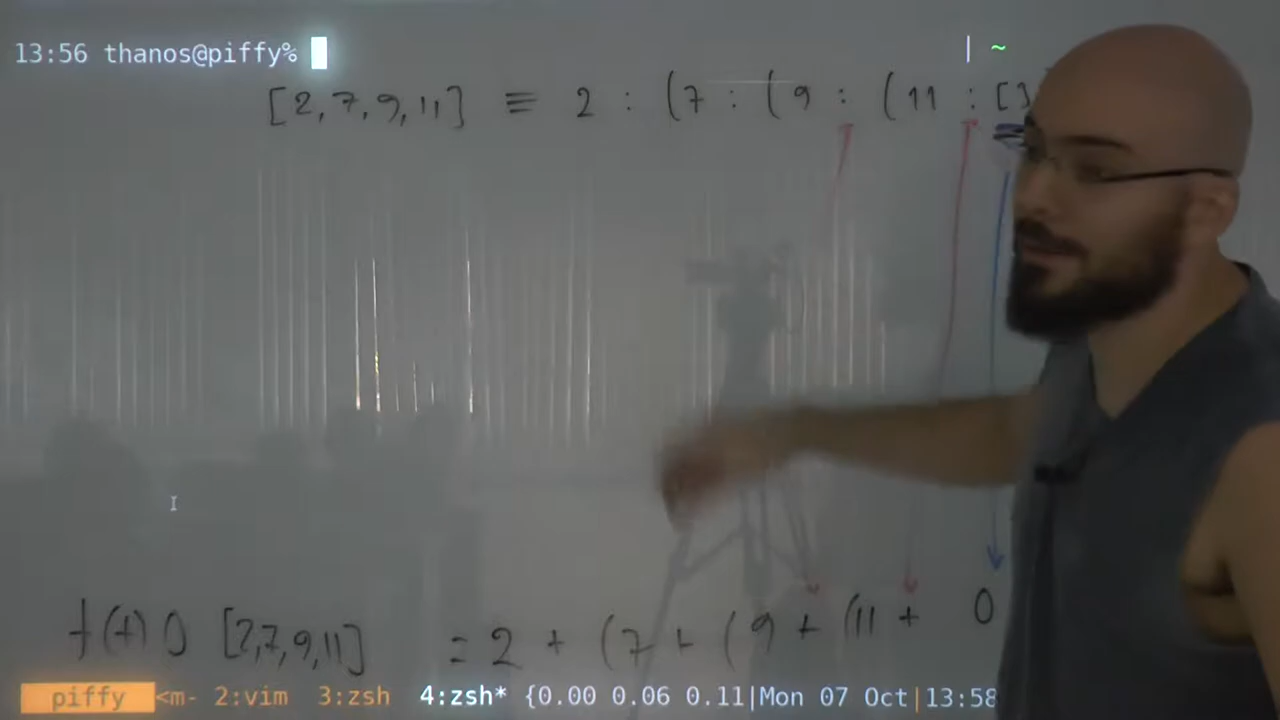 13:56 thanos@piffy% | ~
[2,7,9,11] ≡ 2 : (7 : (9 : (11 : []
f (+) 0 [2,7,9,11] = 2 + (7 + (9 + (11 + 0
piffy <m- 2:vim 3:zsh 4:zsh* {0.00 0.06 0.11|Mon 07 Oct|13:58